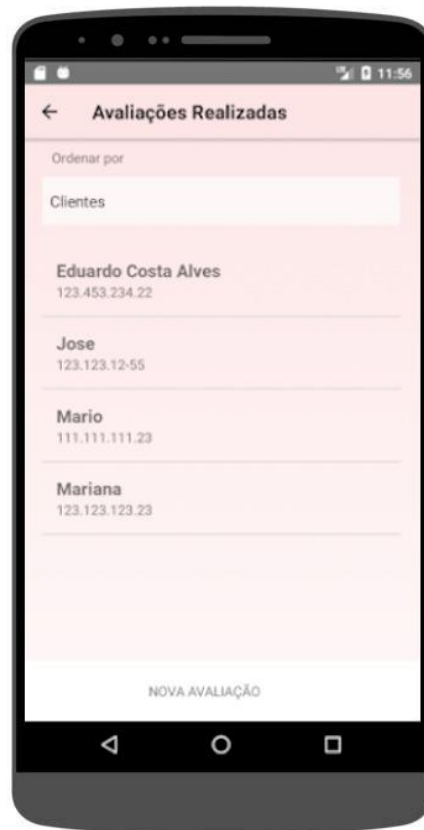 11:56
Avaliações Realizadas
Ordenar por
Clientes
Eduardo Costa Alves
123.453.234.22
Jose
123.123.12-55
Mario
111.111.111.23
Mariana
123.123.123.23
NOVA AVALIAÇÃO